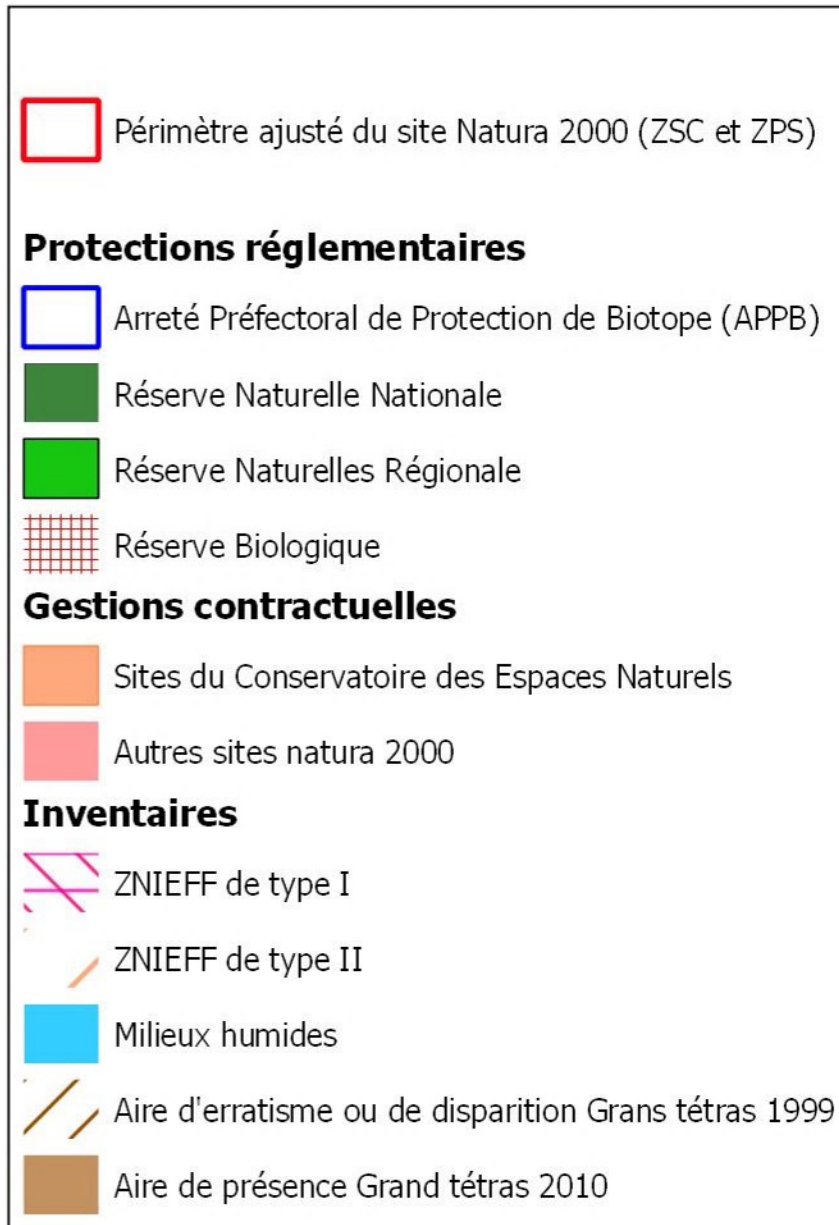 Périmètre ajusté du site Natura 2000 (ZSC et ZPS)
Protections réglementaires
Arreté Préfectoral de Protection de Biotope (APPB)
Réserve Naturelle Nationale
Réserve Naturelles Régionale
Réserve Biologique
Gestions contractuelles
Sites du Conservatoire des Espaces Naturels
Autres sites natura 2000
Inventaires
ZNIEFF de type I
ZNIEFF de type II
Milieux humides
Aire d'erratisme ou de disparition Grans tétras 1999
Aire de présence Grand tétras 2010